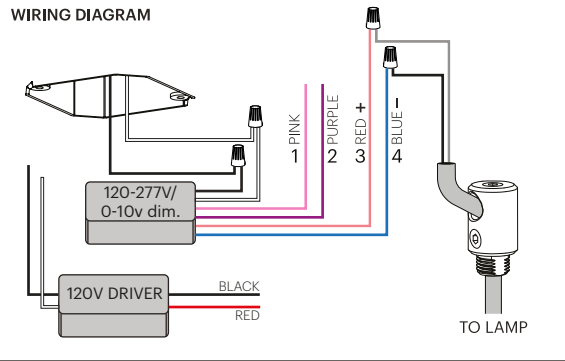 WIRING DIAGRAM
1 PINK
2 PURPLE
3 RED +
4 BLUE -
120-277V/
0-10v dim.
120V DRIVER
BLACK
RED
TO LAMP